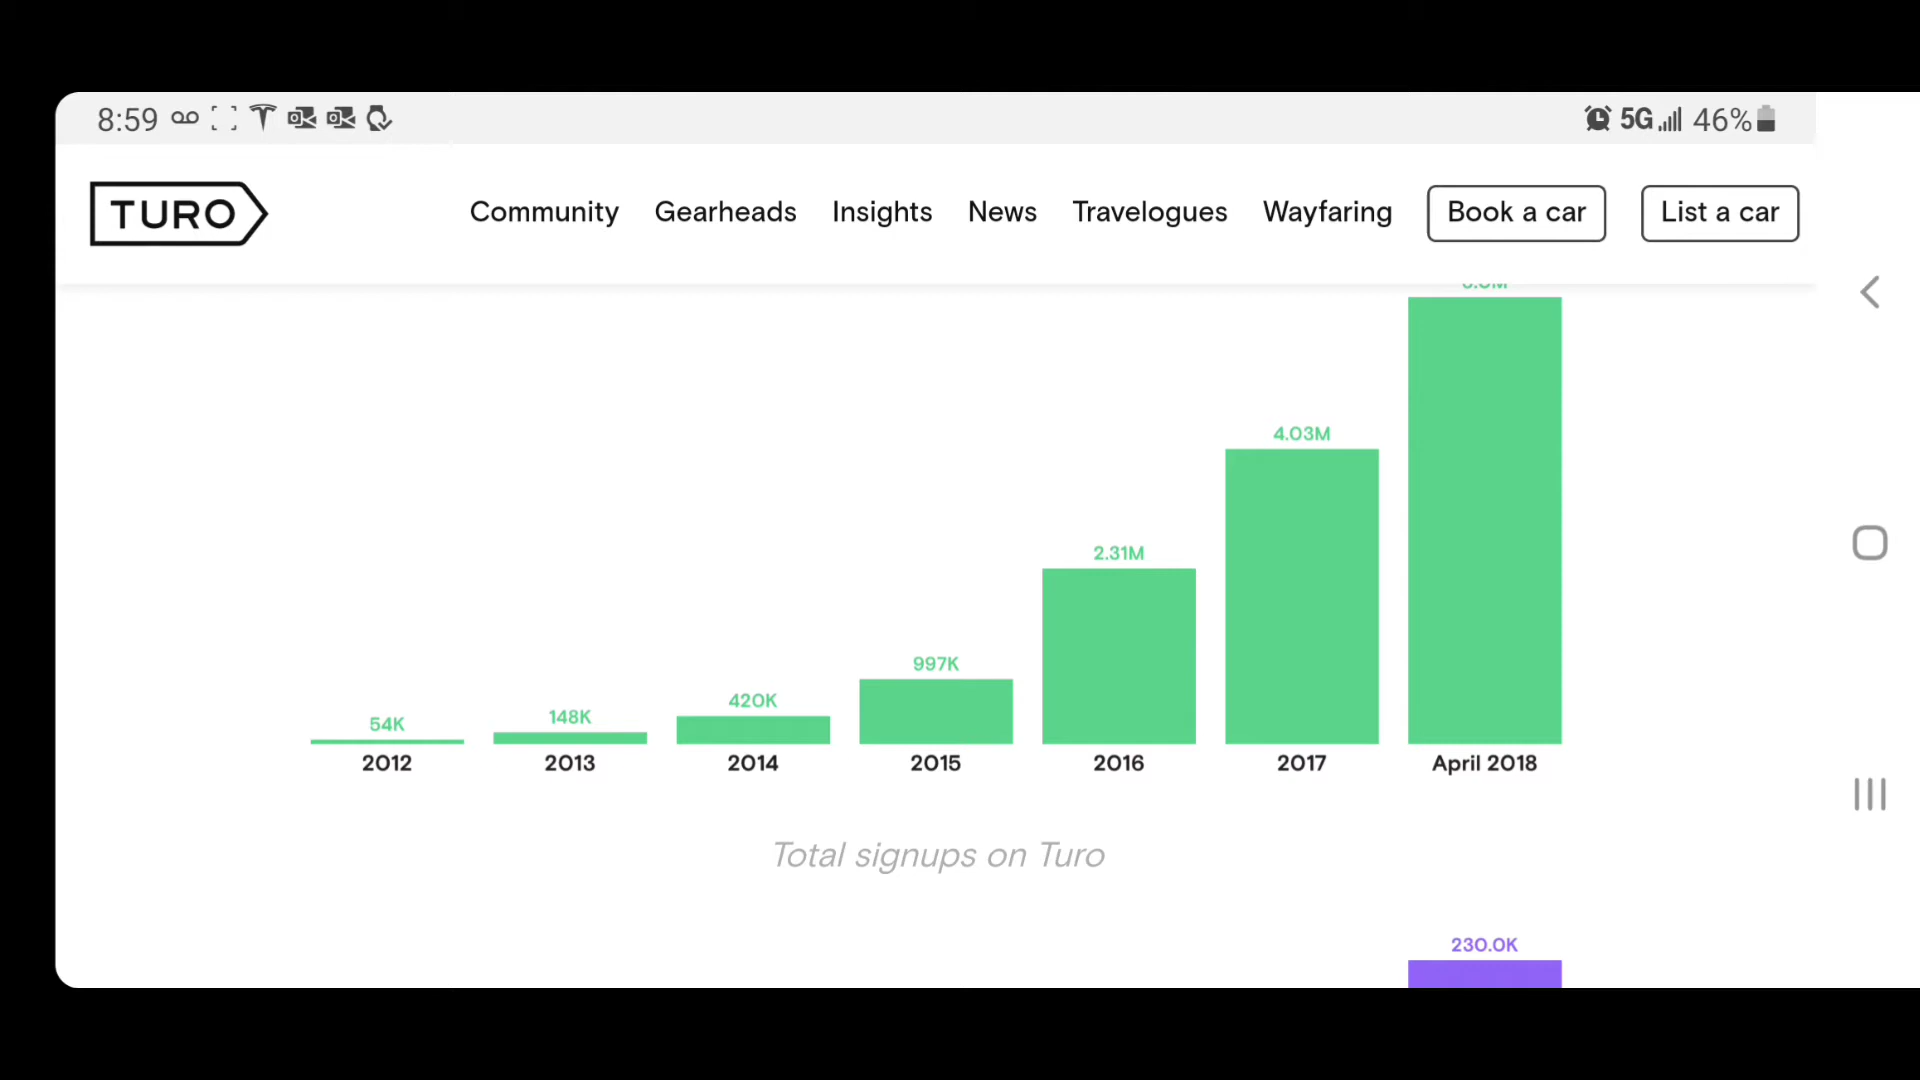 8:59 5G 46%
TURO Community Gearheads Insights News Travelogues Wayfaring Book a car List a car
4.03M
2.31M
997K
420K
148K
54K
2012 2013 2014 2015 2016 2017 April 2018
Total signups on Turo
230.0K